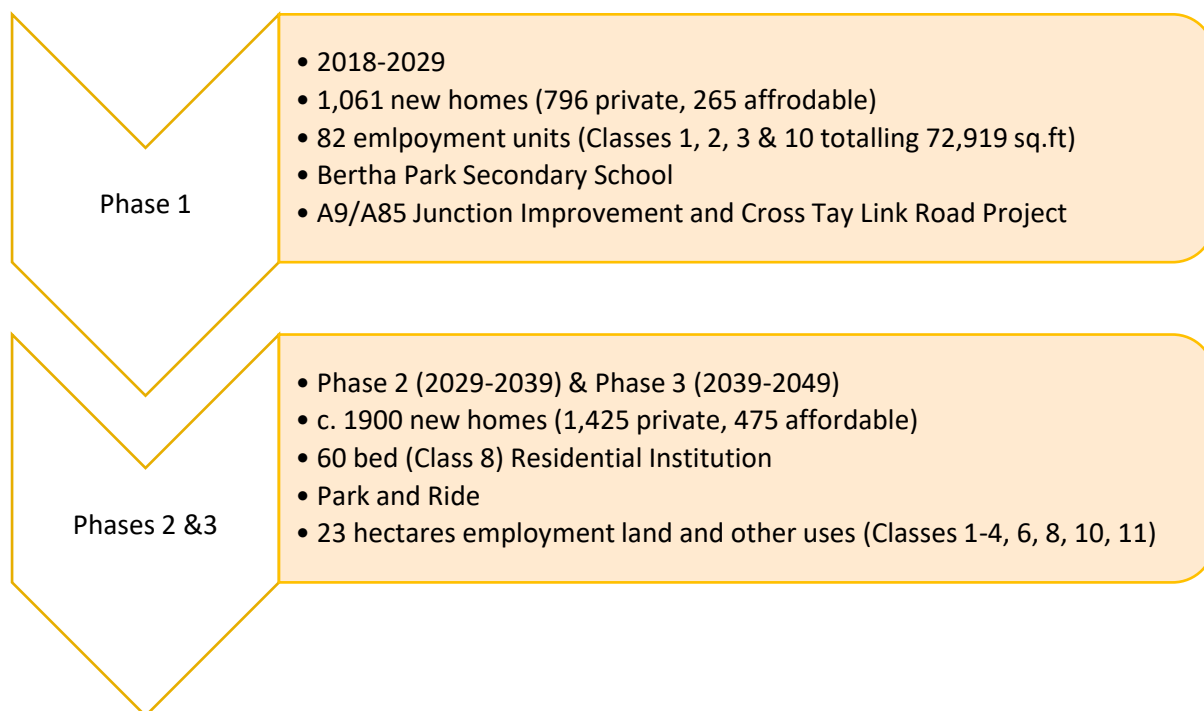 Phase 1
• 2018-2029
• 1,061 new homes (796 private, 265 affrodable)
• 82 emlpoyment units (Classes 1, 2, 3 & 10 totalling 72,919 sq.ft)
• Bertha Park Secondary School
• A9/A85 Junction Improvement and Cross Tay Link Road Project
Phases 2 &3
• Phase 2 (2029-2039) & Phase 3 (2039-2049)
• c. 1900 new homes (1,425 private, 475 affordable)
• 60 bed (Class 8) Residential Institution
• Park and Ride
• 23 hectares employment land and other uses (Classes 1-4, 6, 8, 10, 11)